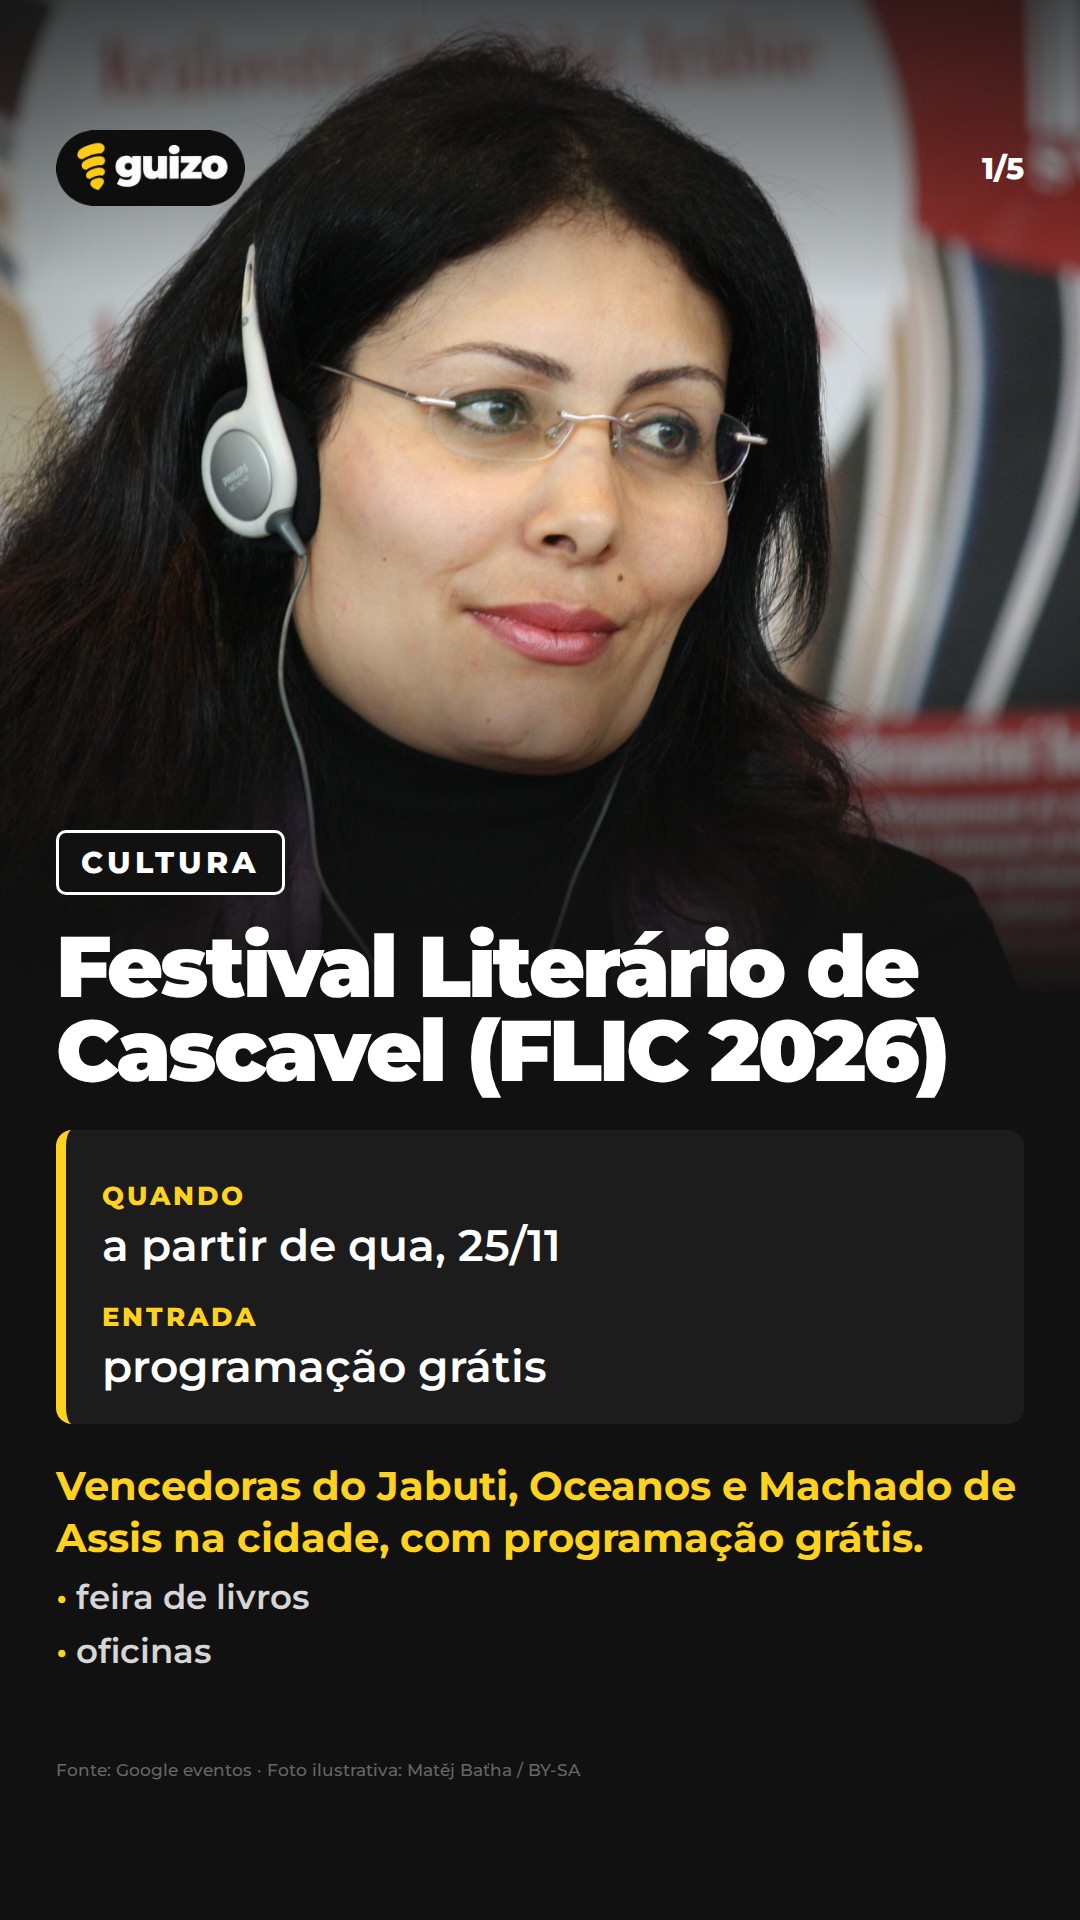 guizo
1/5
PHILIPS
CULTURA
Festival Literário de
Cascavel (FLIC 2026)
QUANDO
a partir de qua, 25/11
ENTRADA
programação grátis
Vencedoras do Jabuti, Oceanos e Machado de
Assis na cidade, com programação grátis.
• feira de livros
• oficinas
Fonte: Google eventos · Foto ilustrativa: Matěj Baťha / BY-SA